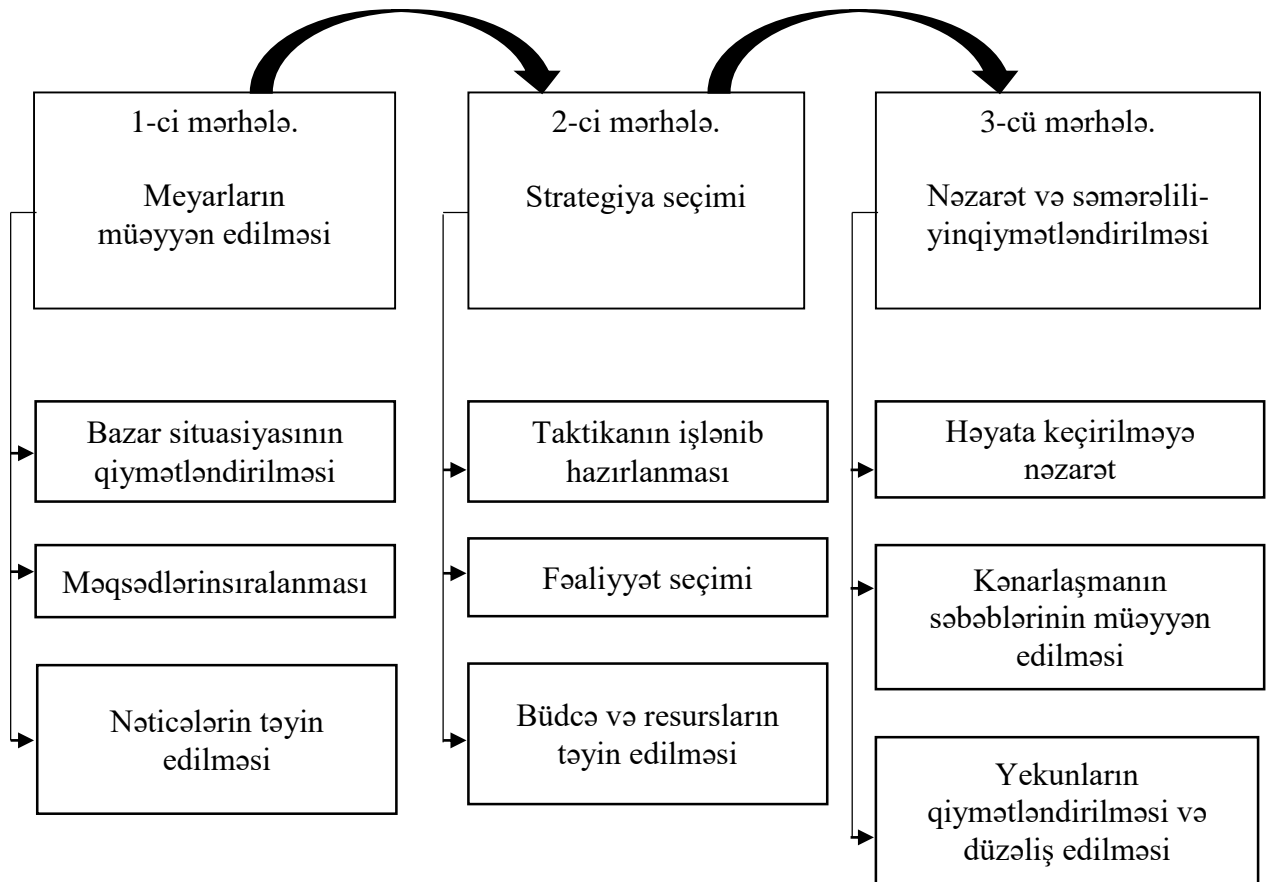 1-ci mərhələ.
Meyarların
müəyyən edilməsi
2-ci mərhələ.
Strategiya seçimi
3-cü mərhələ.
Nəzarət və səmərəlili-
yinqiymətləndirilməsi
Bazar situasiyasının
qiymətləndirilməsi
Məqsədlərinsıralanması
Nəticələrin təyin
edilməsi
Taktikanın işlənib
hazırlanması
Fəaliyyət seçimi
Büdcə və resursların
təyin edilməsi
Həyata keçirilməyə
nəzarət
Kənarlaşmanın
səbəblərinin müəyyən
edilməsi
Yekunların
qiymətləndirilməsi və
düzəliş edilməsi